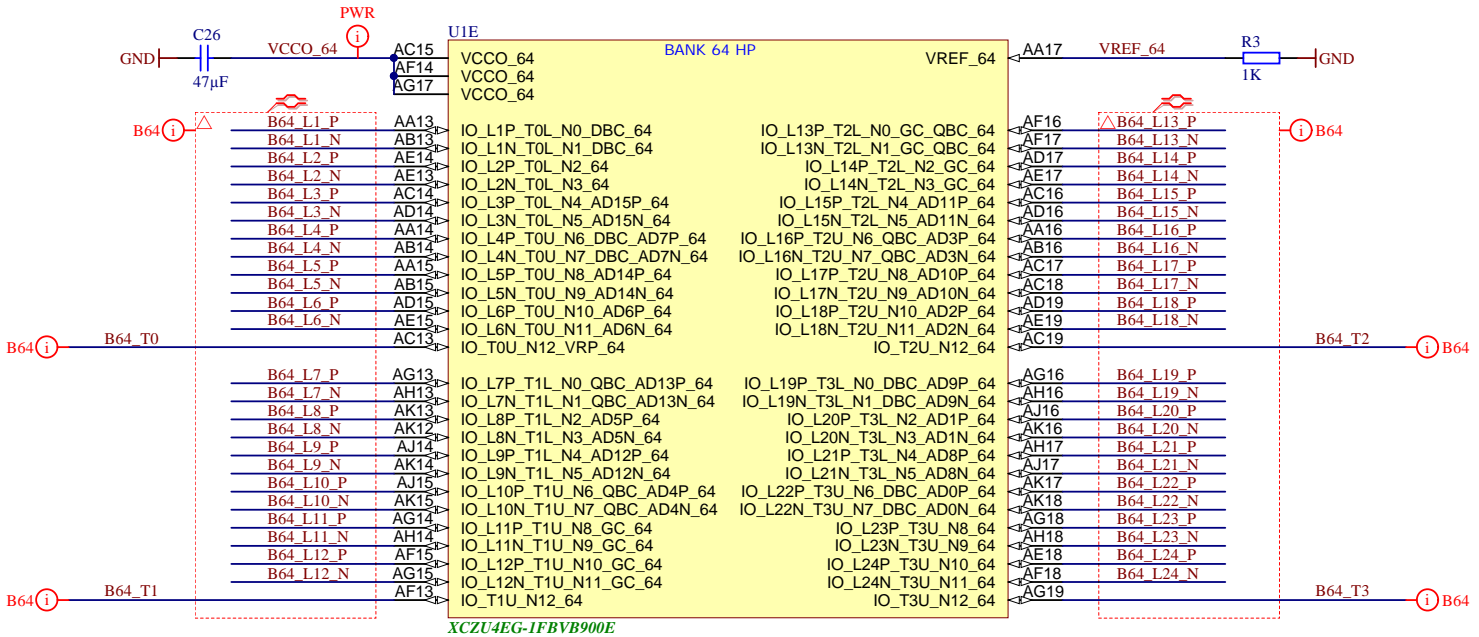 PWR
C26
GND
47µF
VCCO_64
U1E
BANK 64 HP
AC15 VCCO_64
AF14 VCCO_64
AG17 VCCO_64
VREF_64 AA17 VREF_64
R3
1K
GND
B64
B64_L1_P AA13 IO_L1P_T0L_N0_DBC_64
B64_L1_N AB13 IO_L1N_T0L_N1_DBC_64
B64_L2_P AE14 IO_L2P_T0L_N2_64
B64_L2_N AE13 IO_L2N_T0L_N3_64
B64_L3_P AC14 IO_L3P_T0L_N4_AD15P_64
B64_L3_N AD14 IO_L3N_T0L_N5_AD15N_64
B64_L4_P AA14 IO_L4P_T0U_N6_DBC_AD7P_64
B64_L4_N AB14 IO_L4N_T0U_N7_DBC_AD7N_64
B64_L5_P AA15 IO_L5P_T0U_N8_AD14P_64
B64_L5_N AB15 IO_L5N_T0U_N9_AD14N_64
B64_L6_P AD15 IO_L6P_T0U_N10_AD6P_64
B64_L6_N AE15 IO_L6N_T0U_N11_AD6N_64
B64 B64_T0 AC13 IO_T0U_N12_VRP_64
B64_L7_P AG13 IO_L7P_T1L_N0_QBC_AD13P_64
B64_L7_N AH13 IO_L7N_T1L_N1_QBC_AD13N_64
B64_L8_P AK13 IO_L8P_T1L_N2_AD5P_64
B64_L8_N AK12 IO_L8N_T1L_N3_AD5N_64
B64_L9_P AJ14 IO_L9P_T1L_N4_AD12P_64
B64_L9_N AK14 IO_L9N_T1L_N5_AD12N_64
B64_L10_P AJ15 IO_L10P_T1U_N6_QBC_AD4P_64
B64_L10_N AK15 IO_L10N_T1U_N7_QBC_AD4N_64
B64_L11_P AG14 IO_L11P_T1U_N8_GC_64
B64_L11_N AH14 IO_L11N_T1U_N9_GC_64
B64_L12_P AF15 IO_L12P_T1U_N10_GC_64
B64_L12_N AG15 IO_L12N_T1U_N11_GC_64
B64 B64_T1 AF13 IO_T1U_N12_64
IO_L13P_T2L_N0_GC_QBC_64 AF16 B64_L13_P
B64
IO_L13N_T2L_N1_GC_QBC_64 AF17 B64_L13_N
IO_L14P_T2L_N2_GC_64 AD17 B64_L14_P
IO_L14N_T2L_N3_GC_64 AE17 B64_L14_N
IO_L15P_T2L_N4_AD11P_64 AC16 B64_L15_P
IO_L15N_T2L_N5_AD11N_64 AD16 B64_L15_N
IO_L16P_T2U_N6_QBC_AD3P_64 AA16 B64_L16_P
IO_L16N_T2U_N7_QBC_AD3N_64 AB16 B64_L16_N
IO_L17P_T2U_N8_AD10P_64 AC17 B64_L17_P
IO_L17N_T2U_N9_AD10N_64 AC18 B64_L17_N
IO_L18P_T2U_N10_AD2P_64 AD19 B64_L18_P
IO_L18N_T2U_N11_AD2N_64 AE19 B64_L18_N
IO_T2U_N12_64 AC19 B64_T2 B64
IO_L19P_T3L_N0_DBC_AD9P_64 AG16 B64_L19_P
IO_L19N_T3L_N1_DBC_AD9N_64 AH16 B64_L19_N
IO_L20P_T3L_N2_AD1P_64 AJ16 B64_L20_P
IO_L20N_T3L_N3_AD1N_64 AK16 B64_L20_N
IO_L21P_T3L_N4_AD8P_64 AH17 B64_L21_P
IO_L21N_T3L_N5_AD8N_64 AJ17 B64_L21_N
IO_L22P_T3U_N6_DBC_AD0P_64 AK17 B64_L22_P
IO_L22N_T3U_N7_DBC_AD0N_64 AK18 B64_L22_N
IO_L23P_T3U_N8_64 AG18 B64_L23_P
IO_L23N_T3U_N9_64 AH18 B64_L23_N
IO_L24P_T3U_N10_64 AE18 B64_L24_P
IO_L24N_T3U_N11_64 AF18 B64_L24_N
IO_T3U_N12_64 AG19 B64_T3 B64
XCZU4EG-1FBVB900E